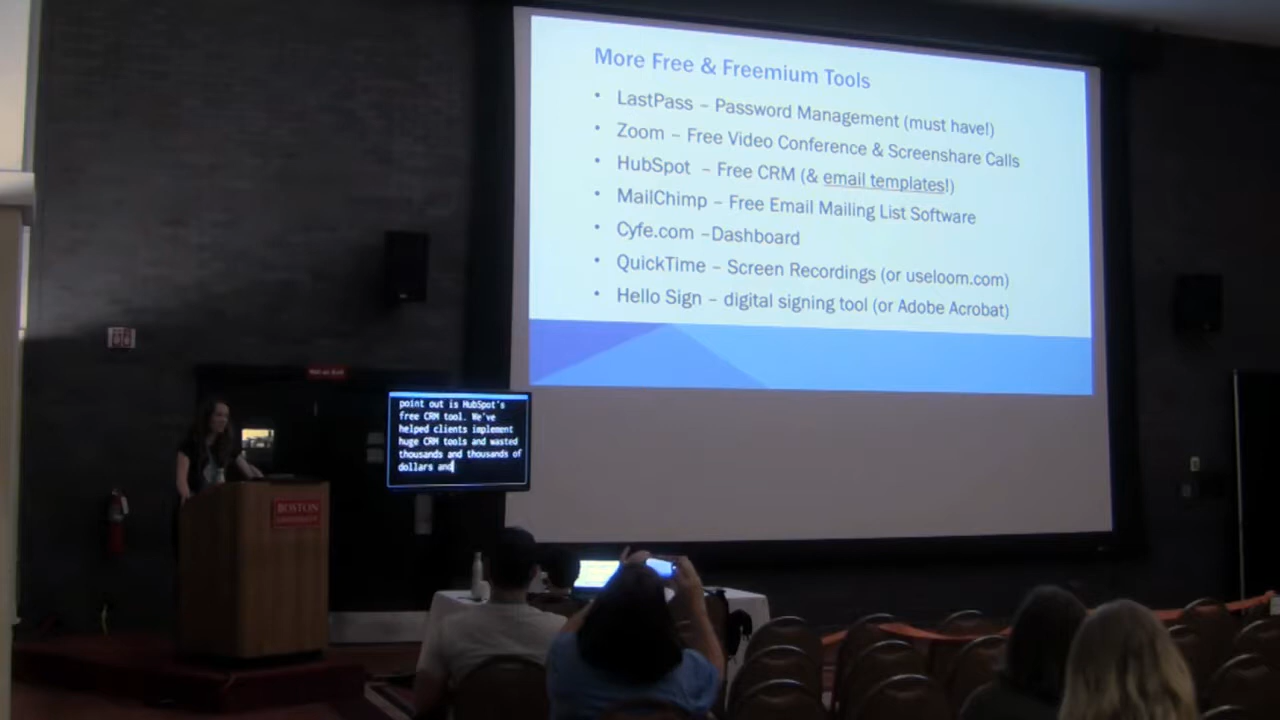 More Free & Freemium Tools
• LastPass – Password Management (must have!)
• Zoom – Free Video Conference & Screenshare Calls
• HubSpot – Free CRM (& email templates!)
• MailChimp – Free Email Mailing List Software
• Cyfe.com –Dashboard
• QuickTime – Screen Recordings (or useloom.com)
• Hello Sign – digital signing tool (or Adobe Acrobat)
point out is HubSpot's
free CRM tool. We've
helped clients implement
huge CRM tools and wasted
thousands and thousands of
dollars and
BOSTON
UNIVERSITY